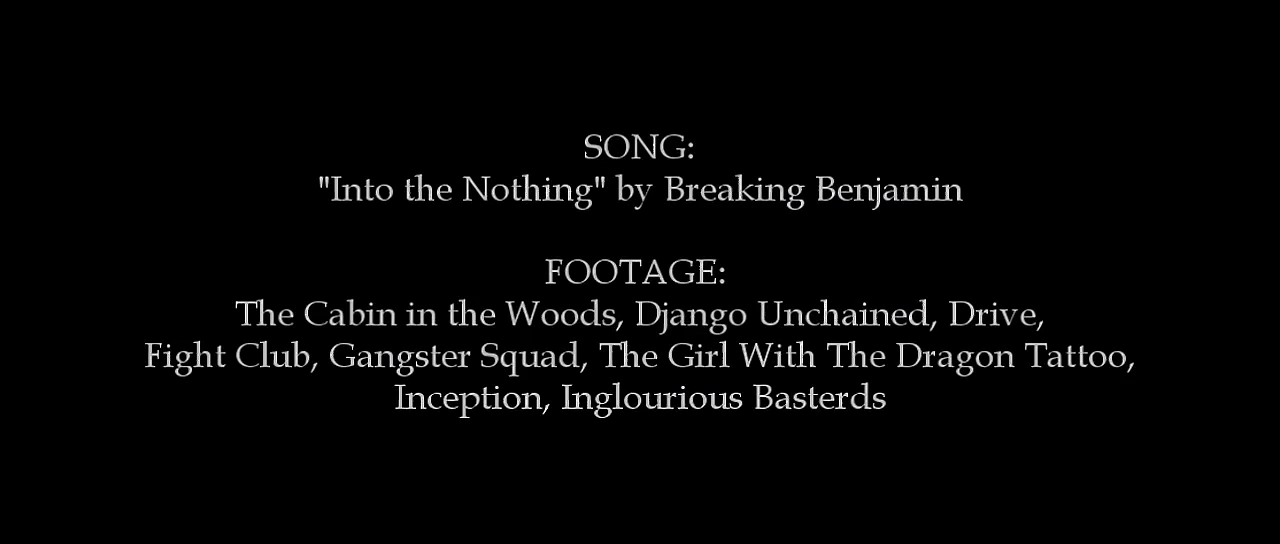 SONG:
"Into the Nothing" by Breaking Benjamin
FOOTAGE:
The Cabin in the Woods, Django Unchained, Drive,
Fight Club, Gangster Squad, The Girl With The Dragon Tattoo,
Inception, Inglourious Basterds